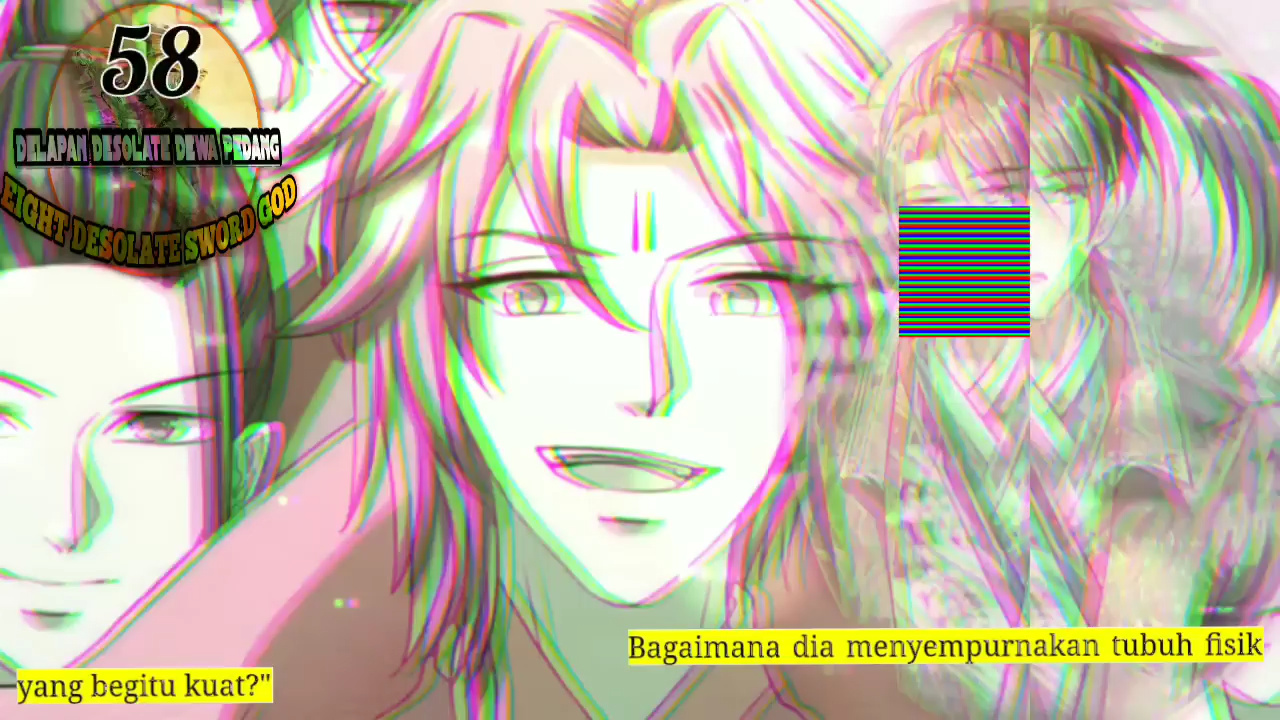 58
DELAPAN DESOLATE DEWA PEDANG
EIGHT DESOLATE SWORD GOD
Bagaimana dia menyempurnakan tubuh fisik
yang begitu kuat?"